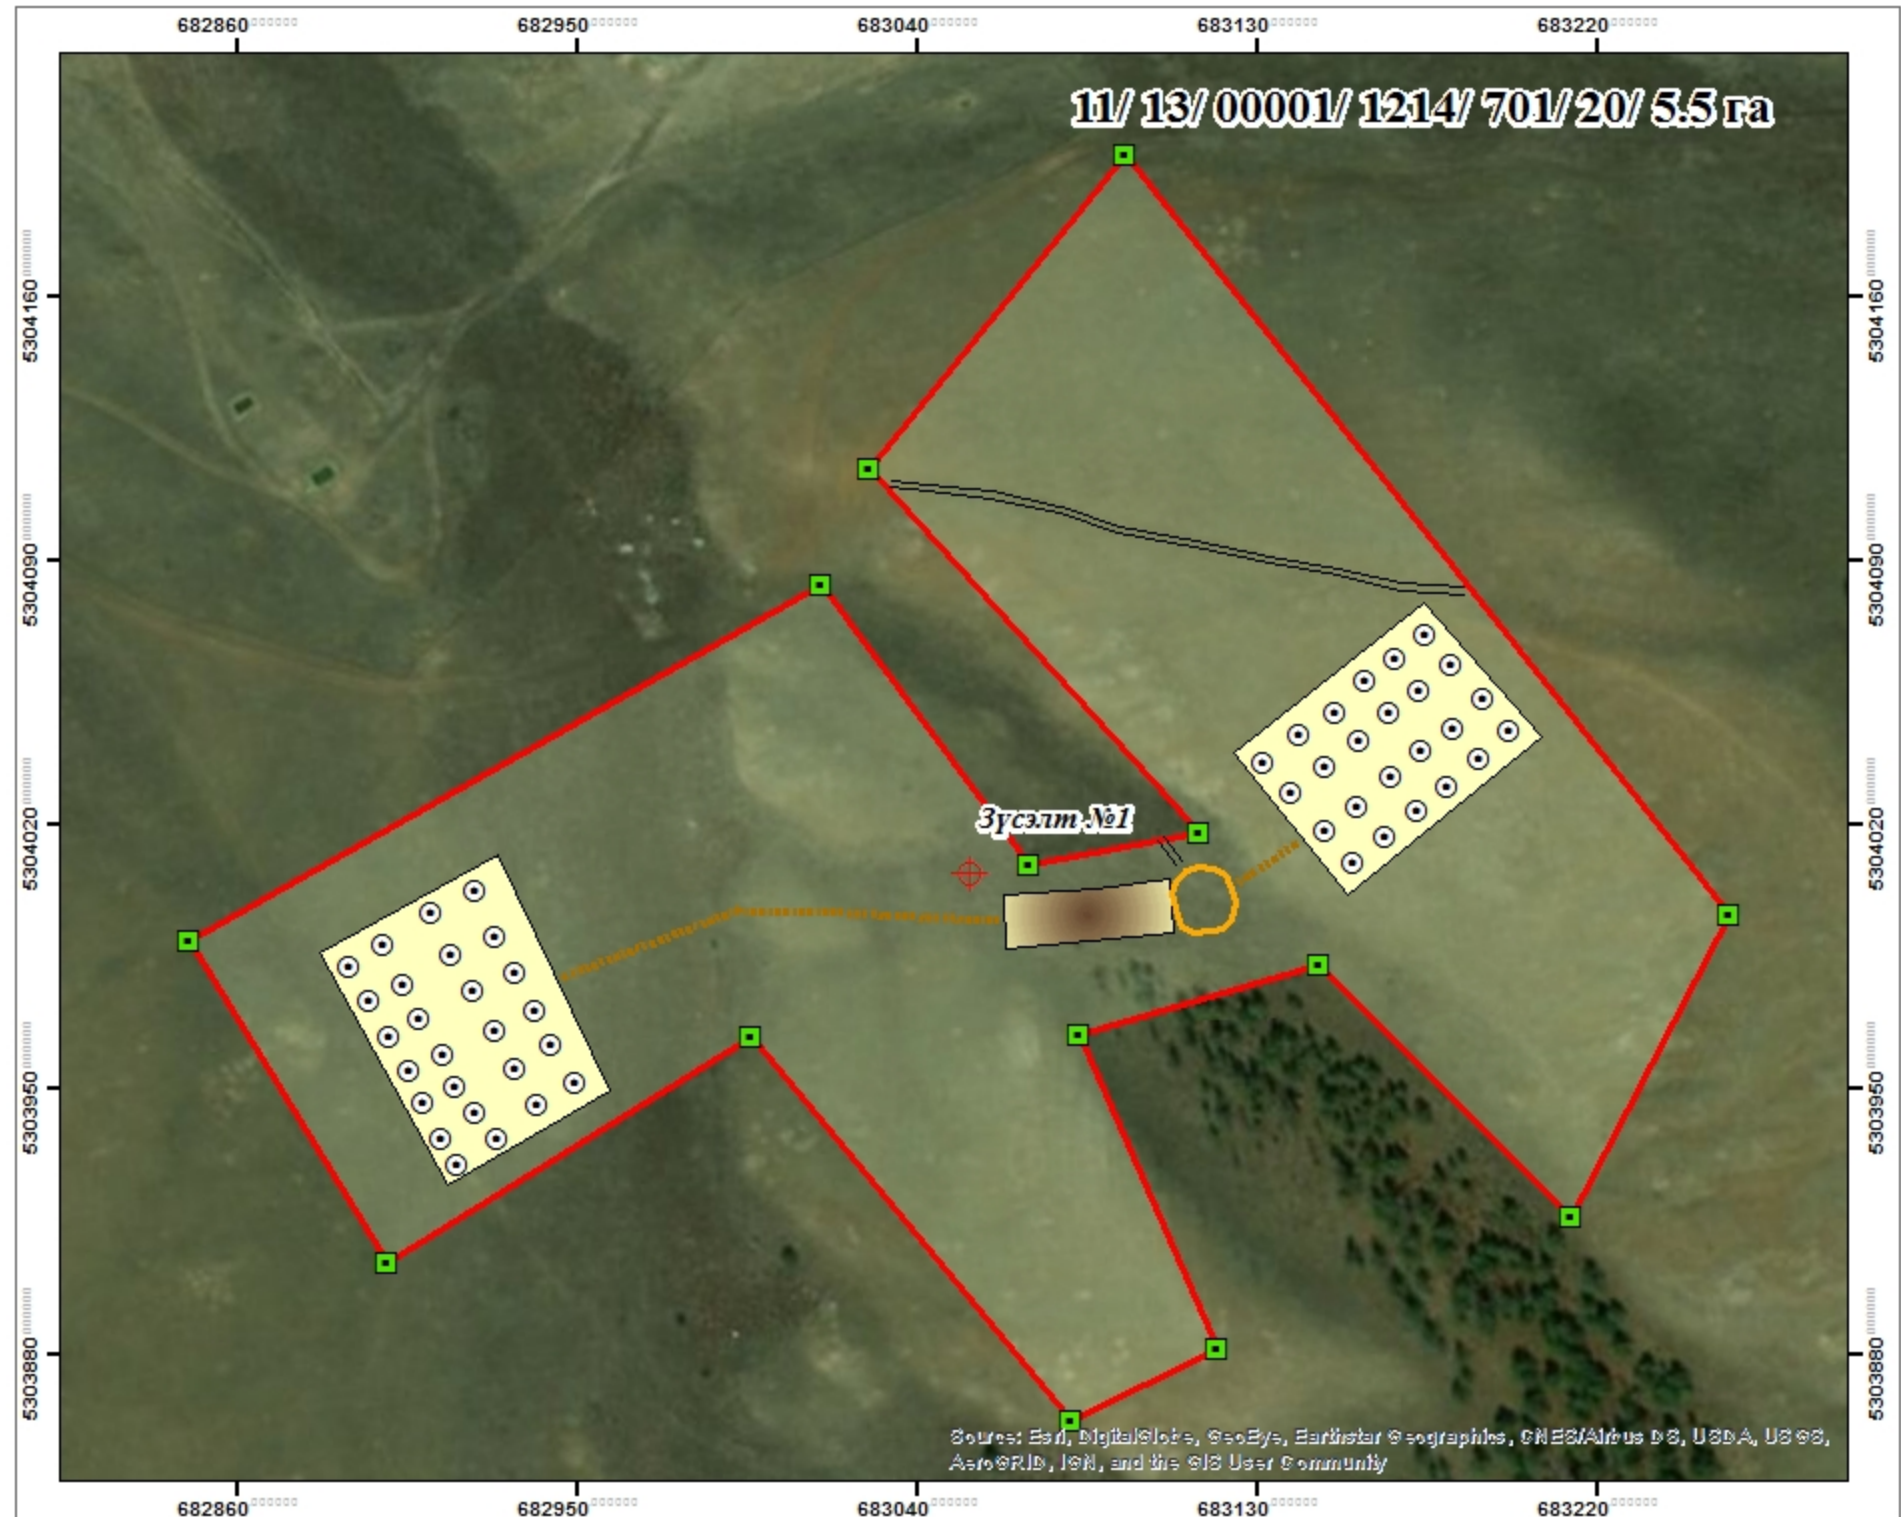 682860 682950 683040 683130 683220
11/ 13/ 00001/ 1214/ 701/ 20/ 5.5 га
5304160 5304160
5304090 5304090
Зүсэлт №1
5304020 5304020
5303950 5303950
5303880 5303880
Source: Esri, DigitalGlobe, GeoEye, Earthstar Geographics, CNES/Airbus DS, USDA, USGS,
AeroGRID, IGN, and the GIS User Community
682860 682950 683040 683130 683220